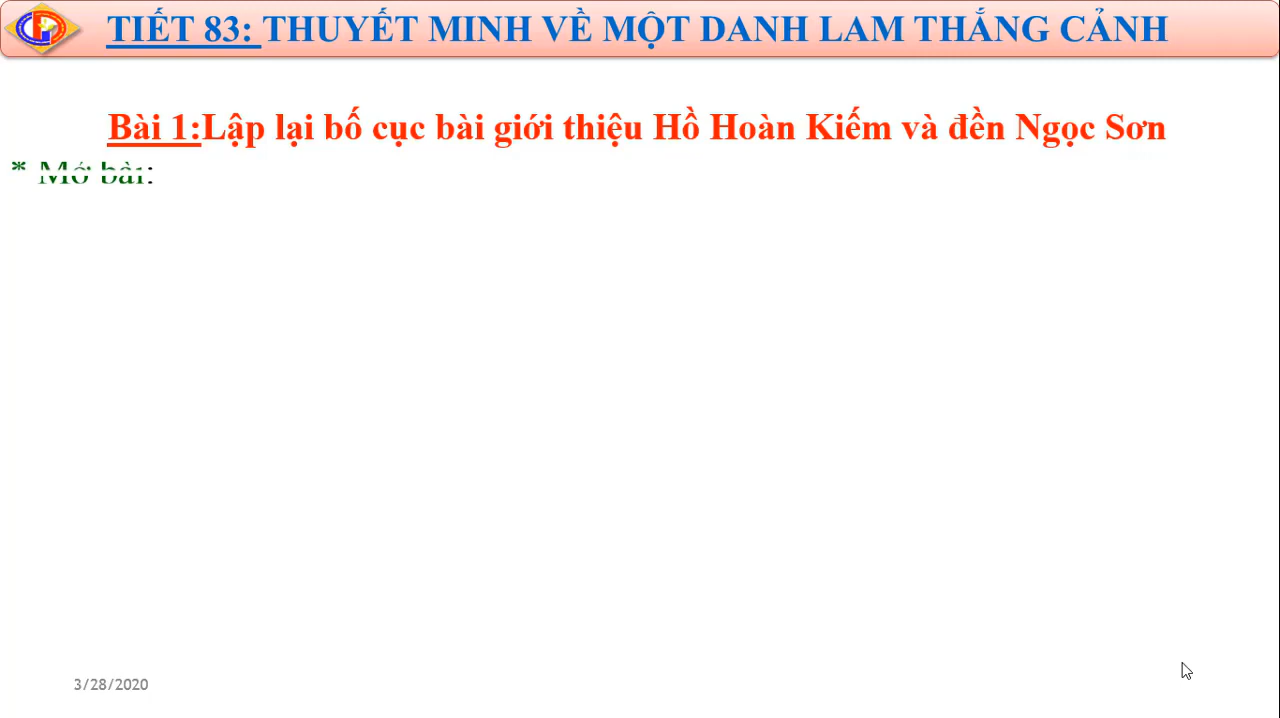 TIẾT 83: THUYẾT MINH VỀ MỘT DANH LAM THẮNG CẢNH
Bài 1:Lập lại bố cục bài giới thiệu Hồ Hoàn Kiếm và đền Ngọc Sơn
* Mở bài:
3/28/2020